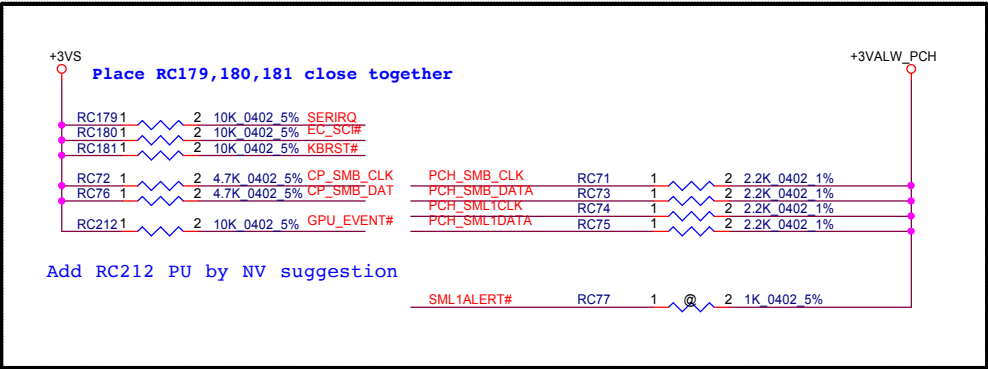 +3VS
+3VALW_PCH
Place RC179,180,181 close together
RC179 1 2 10K_0402_5% SERIRQ
RC180 1 2 10K_0402_5% EC_SCI#
RC181 1 2 10K_0402_5% KBRST#
RC72 1 2 4.7K_0402_5% CP_SMB_CLK
RC76 1 2 4.7K_0402_5% CP_SMB_DAT
RC212 1 2 10K_0402_5% GPU_EVENT#
PCH_SMB_CLK RC71 1 2 2.2K_0402_1%
PCH_SMB_DATA RC73 1 2 2.2K_0402_1%
PCH_SML1CLK RC74 1 2 2.2K_0402_1%
PCH_SML1DATA RC75 1 2 2.2K_0402_1%
Add RC212 PU by NV suggestion
SML1ALERT# RC77 1 @ 2 1K_0402_5%